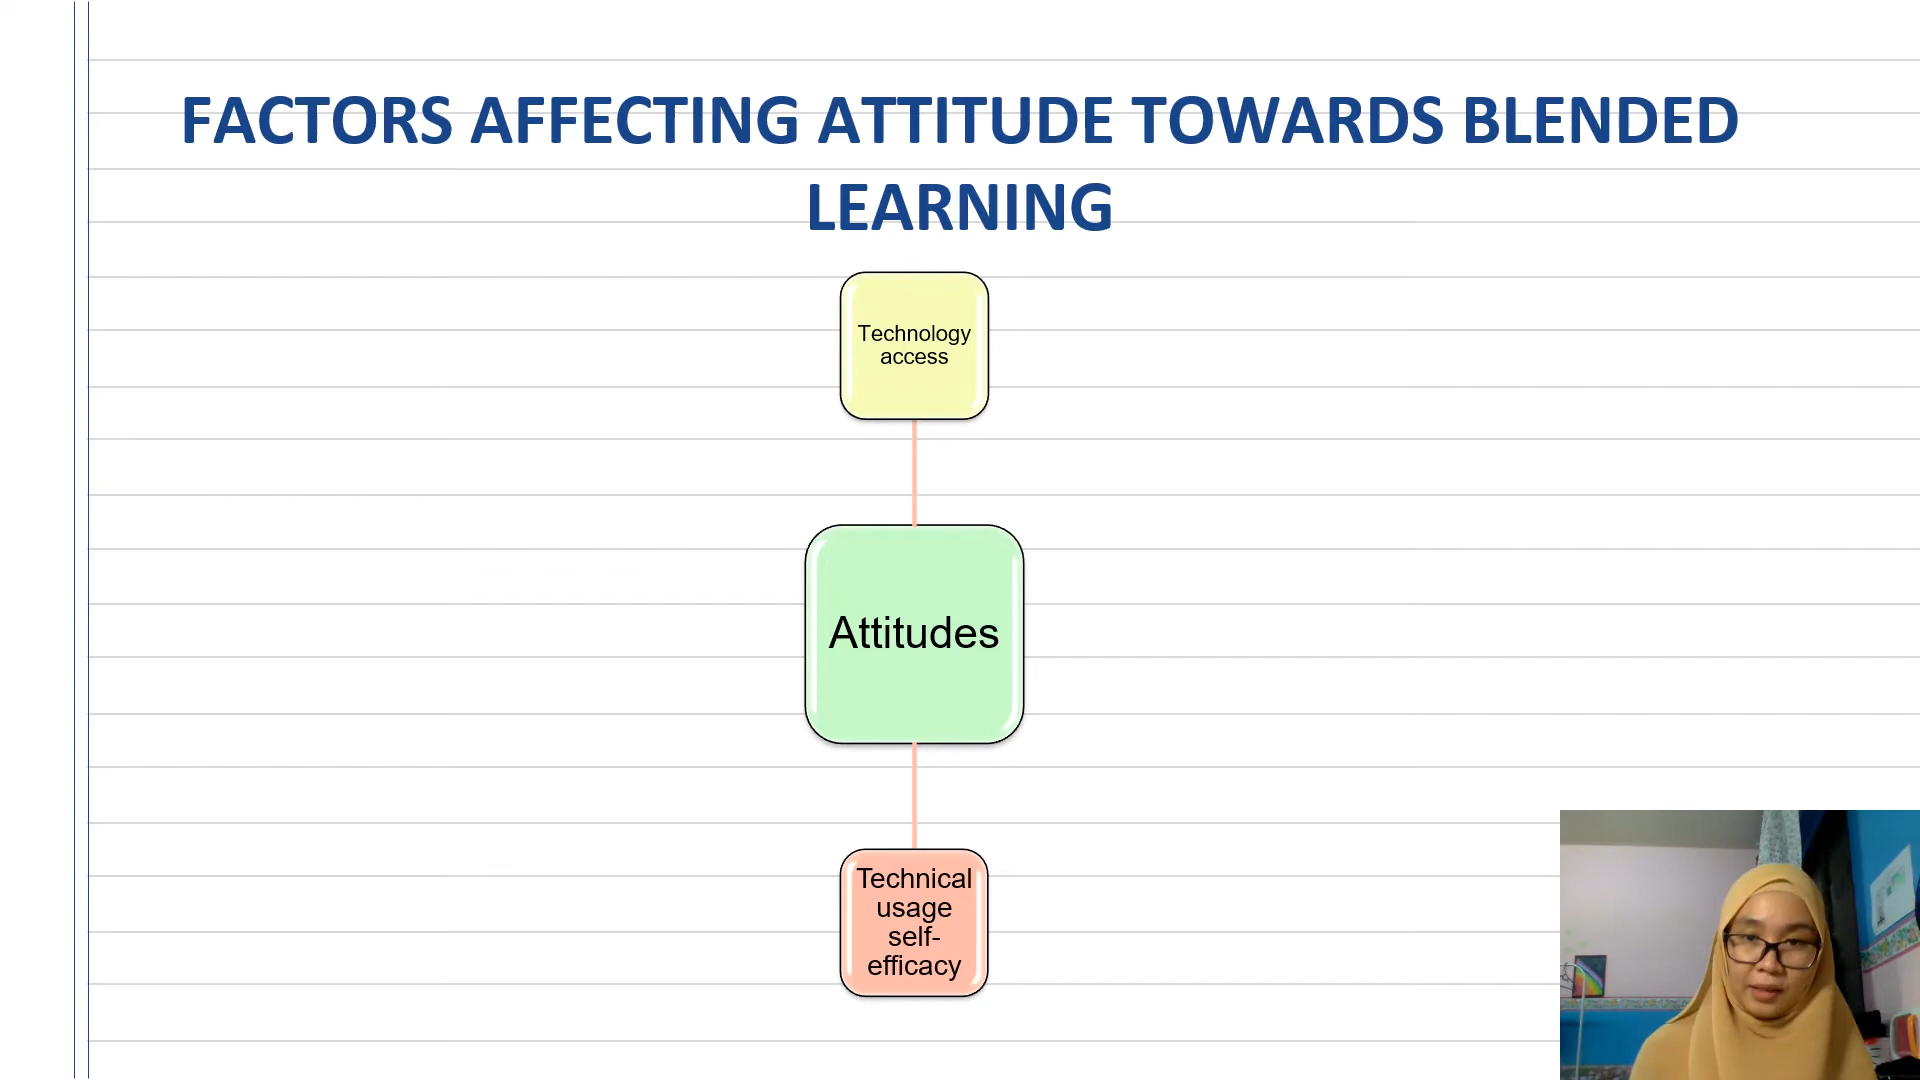 FACTORS AFFECTING ATTITUDE TOWARDS BLENDED
LEARNING
Technology
access
Attitudes
Technical
usage
self-
efficacy